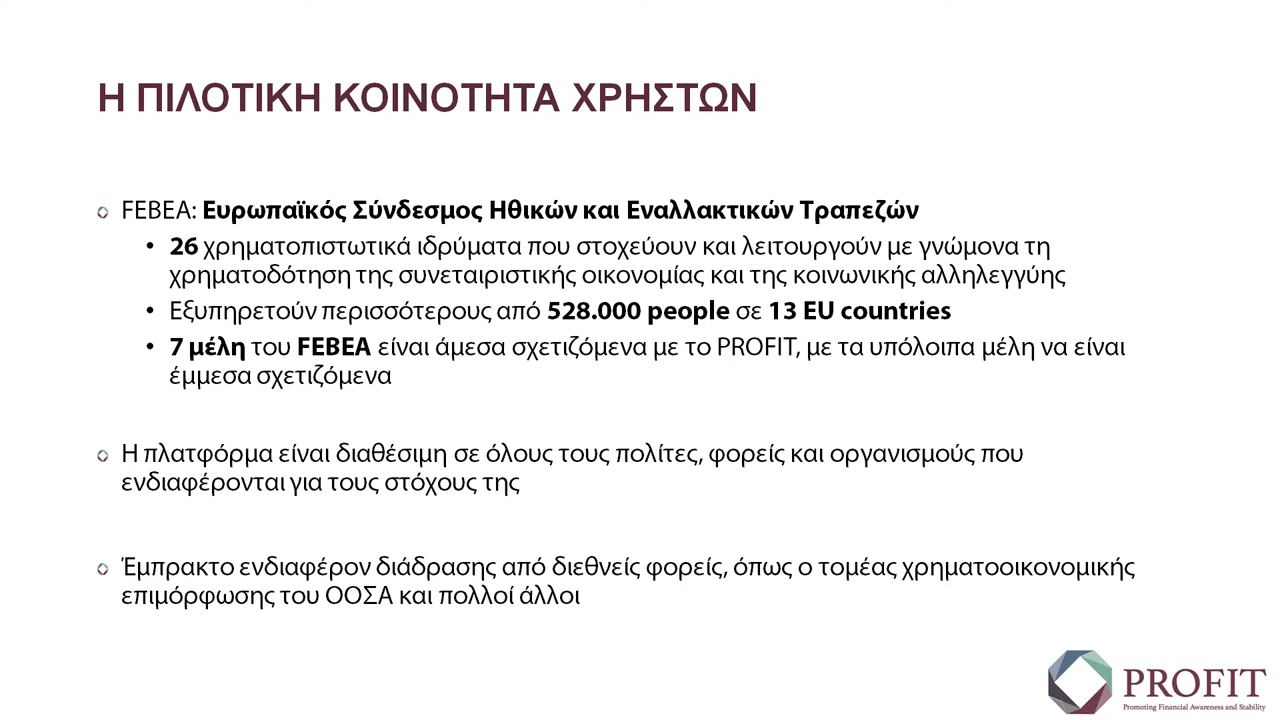 Η ΠΙΛΟΤΙΚΗ ΚΟΙΝΟΤΗΤΑ ΧΡΗΣΤΩΝ
FEBEA: Ευρωπαϊκός Σύνδεσμος Ηθικών και Εναλλακτικών Τραπεζών
• 26 χρηματοπιστωτικά ιδρύματα που στοχεύουν και λειτουργούν με γνώμονα τη
χρηματοδότηση της συνεταιριστικής οικονομίας και της κοινωνικής αλληλεγγύης
• Εξυπηρετούν περισσότερους από 528.000 people σε 13 EU countries
• 7 μέλη του FEBEA είναι άμεσα σχετιζόμενα με το PROFIT, με τα υπόλοιπα μέλη να είναι
έμμεσα σχετιζόμενα
Η πλατφόρμα είναι διαθέσιμη σε όλους τους πολίτες, φορείς και οργανισμούς που
ενδιαφέρονται για τους στόχους της
Έμπρακτο ενδιαφέρον διάδρασης από διεθνείς φορείς, όπως ο τομέας χρηματοοικονομικής
επιμόρφωσης του ΟΟΣΑ και πολλοί άλλοι
PROFIT
Promoting Financial Awareness and Stability